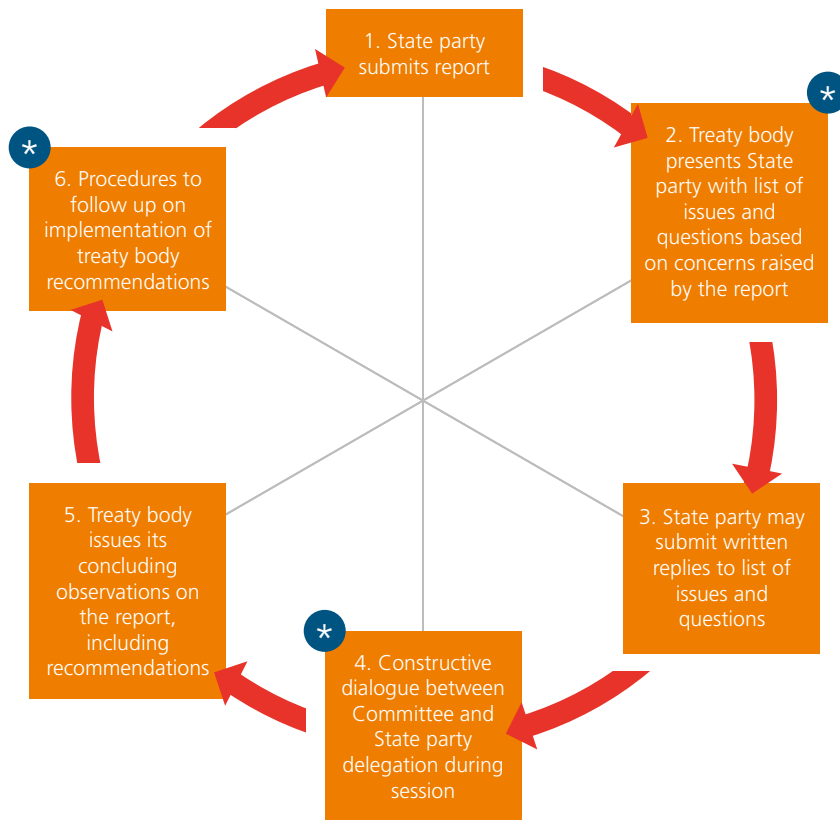 1. State party
submits report
*
2. Treaty body
presents State
party with list of
issues and
questions based
on concerns raised
by the report
3. State party may
submit written
replies to list of
issues and
questions
*
4. Constructive
dialogue between
Committee and
State party
delegation during
session
5. Treaty body
issues its
concluding
observations on
the report,
including
recommendations
*
6. Procedures to
follow up on
implementation of
treaty body
recommendations